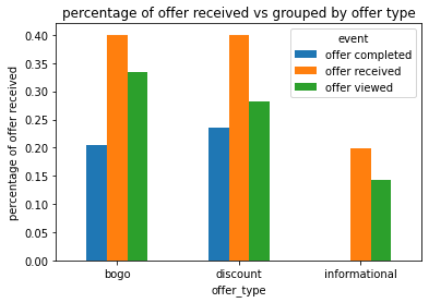 percentage of offer received vs grouped by offer type
percentage of offer received
0.40
0.35
0.30
0.25
0.20
0.15
0.10
0.05
0.00
event
offer completed
offer received
offer viewed
bogo
discount
informational
offer_type